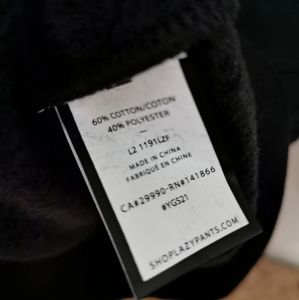 60% COTTON/COTON
40% POLYESTER
L2 1191LZF
MADE IN CHINA
FABRIQUE EN CHINE
CA#29990-RN#141866
#YGS21
SHOPLAZYPANTS.COM